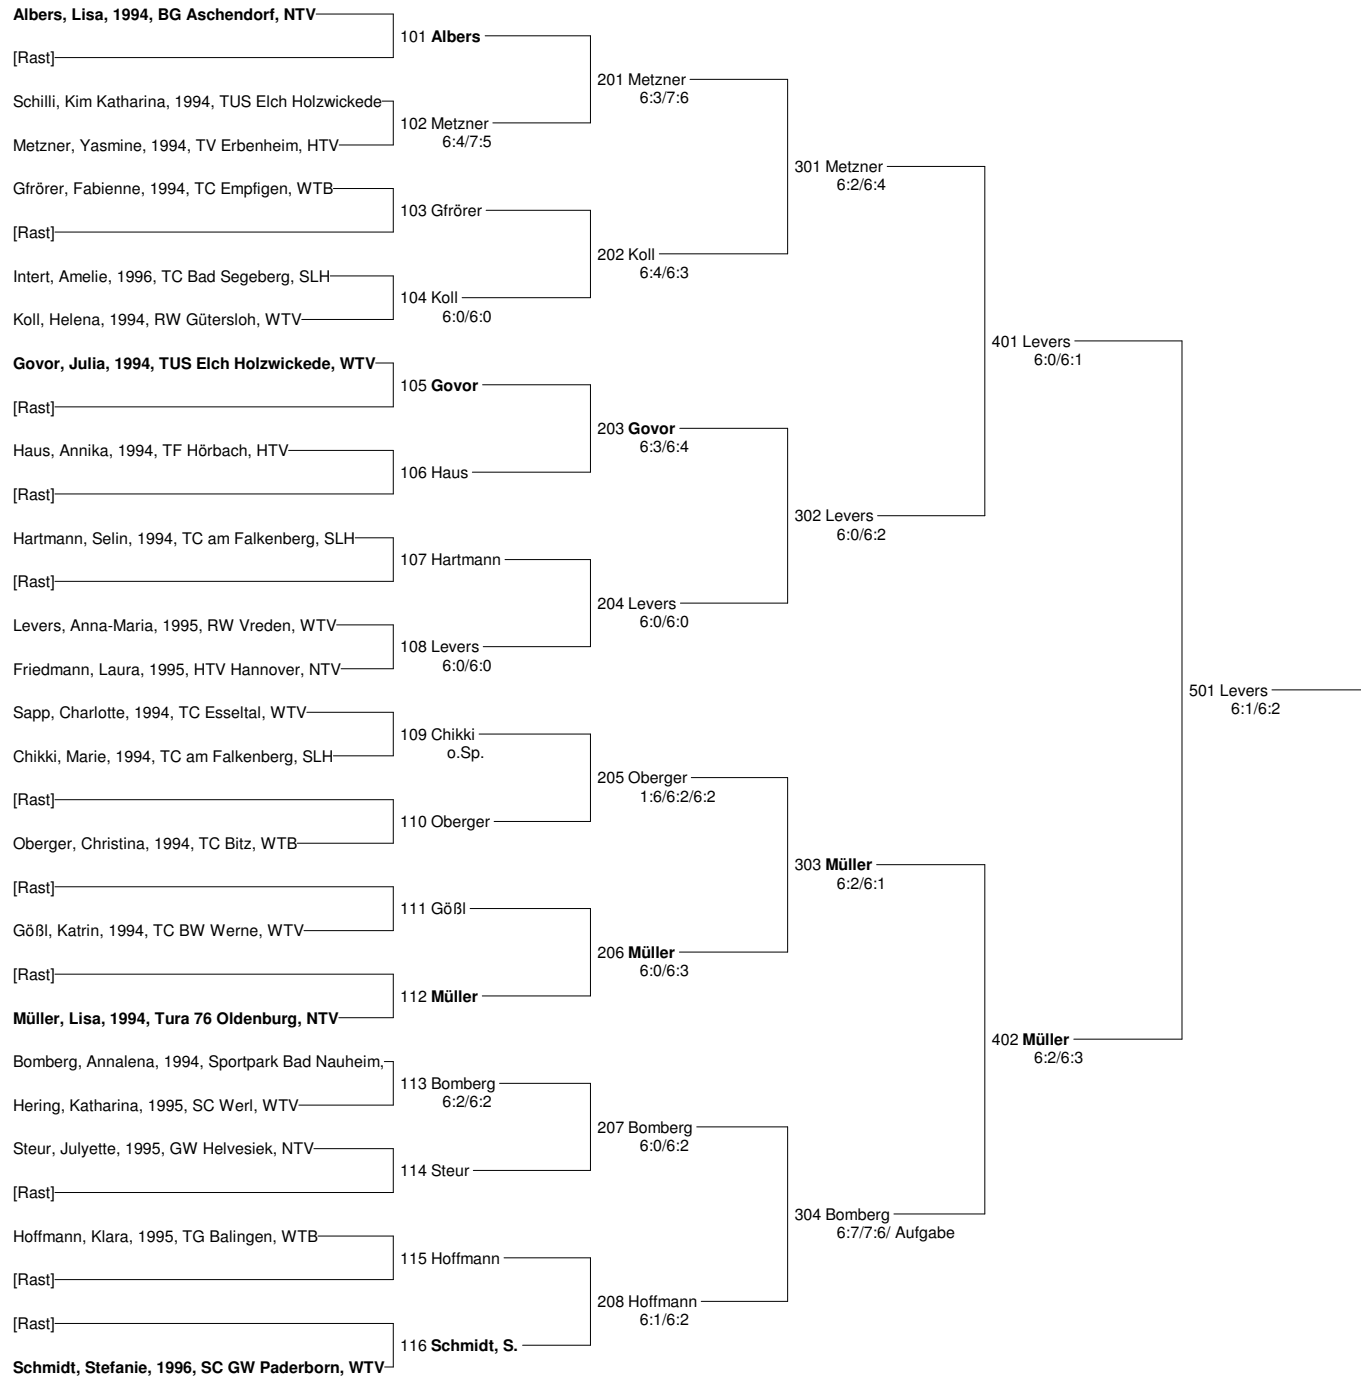 Albers, Lisa, 1994, BG Aschendorf, NTV
[Rast]
Schilli, Kim Katharina, 1994, TUS Elch Holzwickede
Metzner, Yasmine, 1994, TV Erbenheim, HTV
Gfrörer, Fabienne, 1994, TC Empfigen, WTB
[Rast]
Intert, Amelie, 1996, TC Bad Segeberg, SLH
Koll, Helena, 1994, RW Gütersloh, WTV
Govor, Julia, 1994, TUS Elch Holzwickede, WTV
[Rast]
Haus, Annika, 1994, TF Hörbach, HTV
[Rast]
Hartmann, Selin, 1994, TC am Falkenberg, SLH
[Rast]
Levers, Anna-Maria, 1995, RW Vreden, WTV
Friedmann, Laura, 1995, HTV Hannover, NTV
Sapp, Charlotte, 1994, TC Esseltal, WTV
Chikki, Marie, 1994, TC am Falkenberg, SLH
[Rast]
Oberger, Christina, 1994, TC Bitz, WTB
[Rast]
Gößl, Katrin, 1994, TC BW Werne, WTV
[Rast]
Müller, Lisa, 1994, Tura 76 Oldenburg, NTV
Bomberg, Annalena, 1994, Sportpark Bad Nauheim,
Hering, Katharina, 1995, SC Werl, WTV
Steur, Julyette, 1995, GW Helvesiek, NTV
[Rast]
Hoffmann, Klara, 1995, TG Balingen, WTB
[Rast]
[Rast]
Schmidt, Stefanie, 1996, SC GW Paderborn, WTV
101 Albers
102 Metzner
6:4/7:5
103 Gfrörer
104 Koll
6:0/6:0
105 Govor
106 Haus
107 Hartmann
108 Levers
6:0/6:0
109 Chikki
o.Sp.
110 Oberger
111 Gößl
112 Müller
113 Bomberg
6:2/6:2
114 Steur
115 Hoffmann
116 Schmidt, S.
201 Metzner
6:3/7:6
202 Koll
6:4/6:3
203 Govor
6:3/6:4
204 Levers
6:0/6:0
205 Oberger
1:6/6:2/6:2
206 Müller
6:0/6:3
207 Bomberg
6:0/6:2
208 Hoffmann
6:1/6:2
301 Metzner
6:2/6:4
302 Levers
6:0/6:2
303 Müller
6:2/6:1
304 Bomberg
6:7/7:6/ Aufgabe
401 Levers
6:0/6:1
402 Müller
6:2/6:3
501 Levers
6:1/6:2